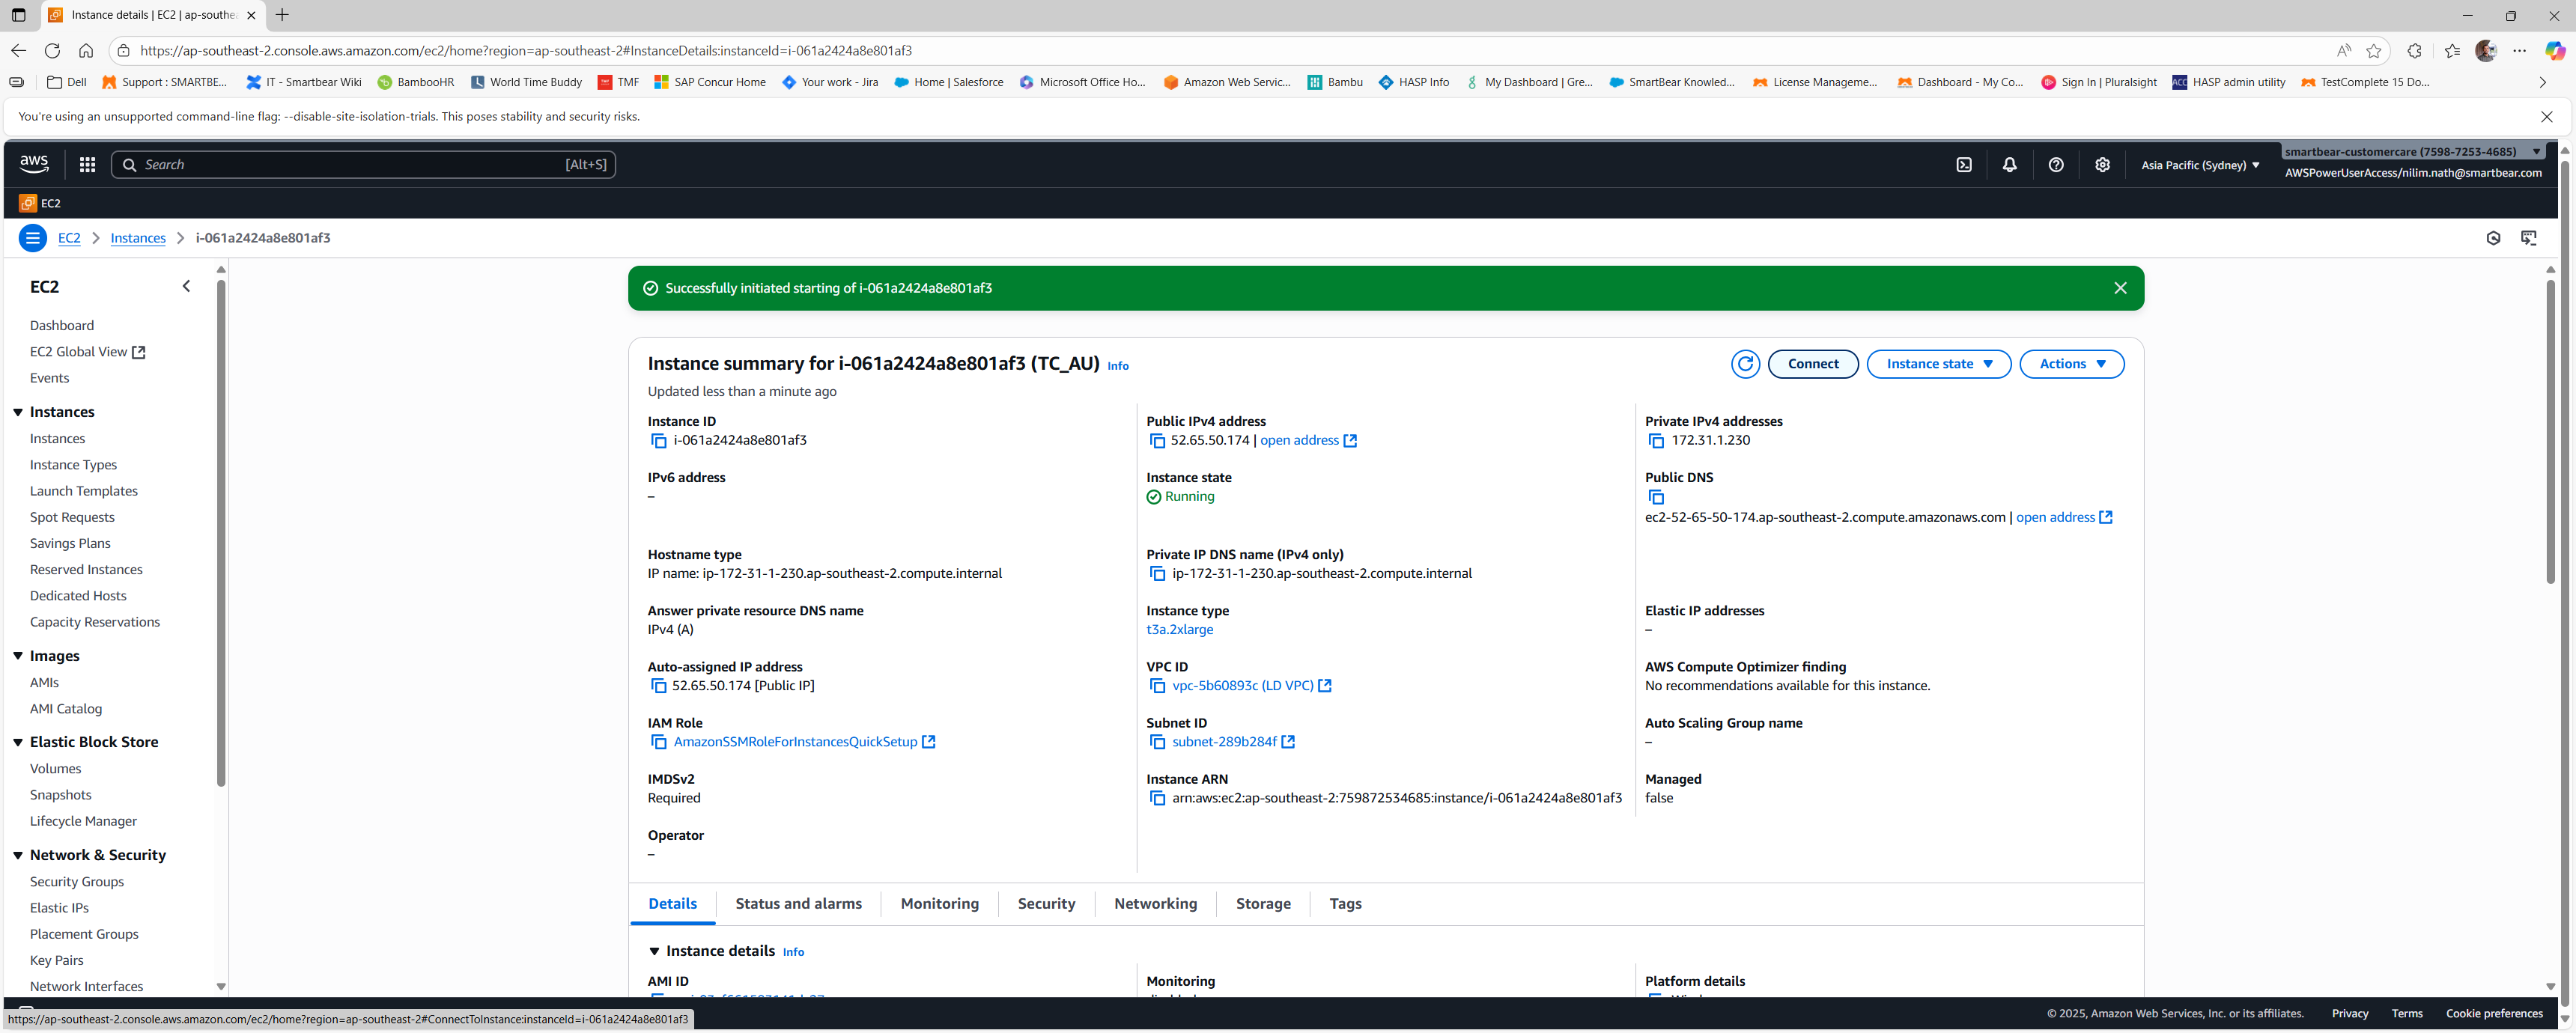 Instance details | EC2 | ap-southea
https://ap-southeast-2.console.aws.amazon.com/ec2/home?region=ap-southeast-2#InstanceDetails:instanceId=i-061a2424a8e801af3
Dell
Support : SMARTBE...
IT - Smartbear Wiki
BambooHR
World Time Buddy
TMF
SAP Concur Home
Your work - Jira
Home | Salesforce
Microsoft Office Ho...
Amazon Web Servic...
Bambu
HASP Info
My Dashboard | Gre...
SmartBear Knowled...
License Manageme...
Dashboard - My Co...
Sign In | Pluralsight
HASP admin utility
TestComplete 15 Do...
You're using an unsupported command-line flag: --disable-site-isolation-trials. This poses stability and security risks.
aws
Search
[Alt+S]
Asia Pacific (Sydney)
smartbear-customercare (7598-7253-4685)
AWSPowerUserAccess/nilim.nath@smartbear.com
EC2
EC2 > Instances > i-061a2424a8e801af3
EC2
Dashboard
EC2 Global View
Events
Instances
Instances
Instance Types
Launch Templates
Spot Requests
Savings Plans
Reserved Instances
Dedicated Hosts
Capacity Reservations
Images
AMIs
AMI Catalog
Elastic Block Store
Volumes
Snapshots
Lifecycle Manager
Network & Security
Security Groups
Elastic IPs
Placement Groups
Key Pairs
Network Interfaces
Successfully initiated starting of i-061a2424a8e801af3
Instance summary for i-061a2424a8e801af3 (TC_AU) Info
Connect
Instance state
Actions
Updated less than a minute ago
Instance ID
i-061a2424a8e801af3
Public IPv4 address
52.65.50.174 | open address
Private IPv4 addresses
172.31.1.230
IPv6 address
–
Instance state
Running
Public DNS
ec2-52-65-50-174.ap-southeast-2.compute.amazonaws.com | open address
Hostname type
IP name: ip-172-31-1-230.ap-southeast-2.compute.internal
Private IP DNS name (IPv4 only)
ip-172-31-1-230.ap-southeast-2.compute.internal
Answer private resource DNS name
IPv4 (A)
Instance type
t3a.2xlarge
Elastic IP addresses
–
Auto-assigned IP address
52.65.50.174 [Public IP]
VPC ID
vpc-5b60893c (LD VPC)
AWS Compute Optimizer finding
No recommendations available for this instance.
IAM Role
AmazonSSMRoleForInstancesQuickSetup
Subnet ID
subnet-289b284f
Auto Scaling Group name
–
IMDSv2
Required
Instance ARN
arn:aws:ec2:ap-southeast-2:759872534685:instance/i-061a2424a8e801af3
Managed
false
Operator
–
Details
Status and alarms
Monitoring
Security
Networking
Storage
Tags
Instance details Info
AMI ID
Monitoring
Platform details
https://ap-southeast-2.console.aws.amazon.com/ec2/home?region=ap-southeast-2#ConnectToInstance:instanceId=i-061a2424a8e801af3
© 2025, Amazon Web Services, Inc. or its affiliates.
Privacy
Terms
Cookie preferences